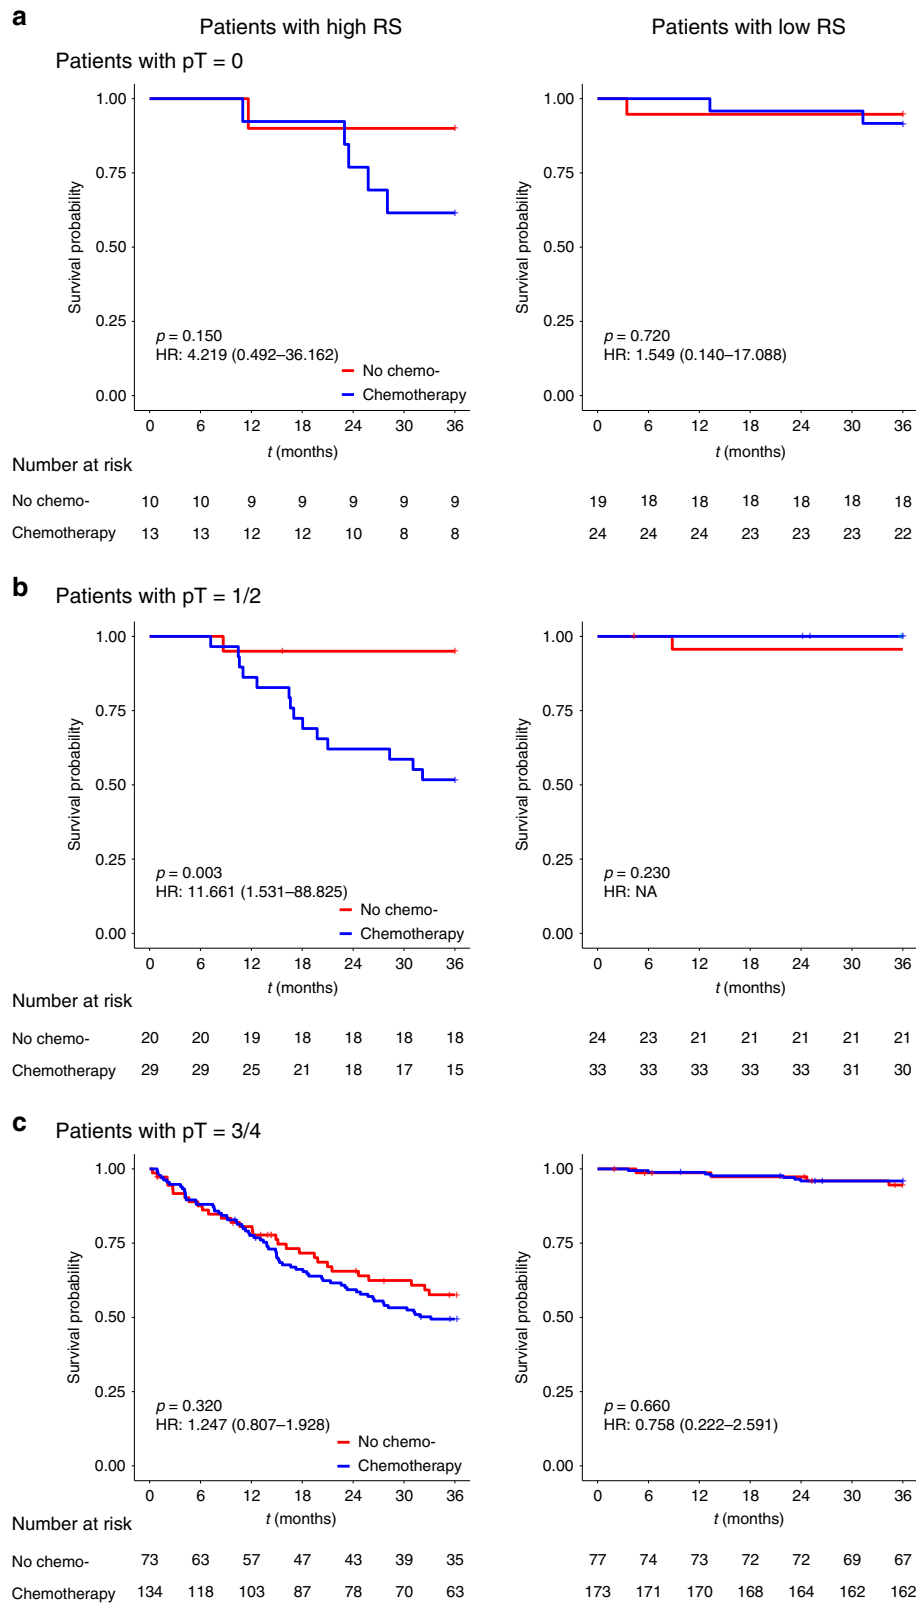 a
Patients with high RS
Patients with low RS
Patients with pT = 0
1.00
0.75
0.50
0.25
0.00
Survival probability
p = 0.150
HR: 4.219 (0.492–36.162)
No chemo-
Chemotherapy
0 6 12 18 24 30 36
t (months)
1.00
0.75
0.50
0.25
0.00
Survival probability
p = 0.720
HR: 1.549 (0.140–17.088)
0 6 12 18 24 30 36
t (months)
Number at risk
No chemo- 10 10 9 9 9 9 9 19 18 18 18 18 18 18
Chemotherapy 13 13 12 12 10 8 8 24 24 24 23 23 23 22
b
Patients with pT = 1/2
1.00
0.75
0.50
0.25
0.00
Survival probability
p = 0.003
HR: 11.661 (1.531–88.825)
No chemo-
Chemotherapy
0 6 12 18 24 30 36
t (months)
1.00
0.75
0.50
0.25
0.00
Survival probability
p = 0.230
HR: NA
0 6 12 18 24 30 36
t (months)
Number at risk
No chemo- 20 20 19 18 18 18 18 24 23 21 21 21 21 21
Chemotherapy 29 29 25 21 18 17 15 33 33 33 33 33 31 30
c
Patients with pT = 3/4
1.00
0.75
0.50
0.25
0.00
Survival probability
p = 0.320
HR: 1.247 (0.807–1.928)
No chemo-
Chemotherapy
0 6 12 18 24 30 36
t (months)
1.00
0.75
0.50
0.25
0.00
Survival probability
p = 0.660
HR: 0.758 (0.222–2.591)
0 6 12 18 24 30 36
t (months)
Number at risk
No chemo- 73 63 57 47 43 39 35 77 74 73 72 72 69 67
Chemotherapy 134 118 103 87 78 70 63 173 171 170 168 164 162 162